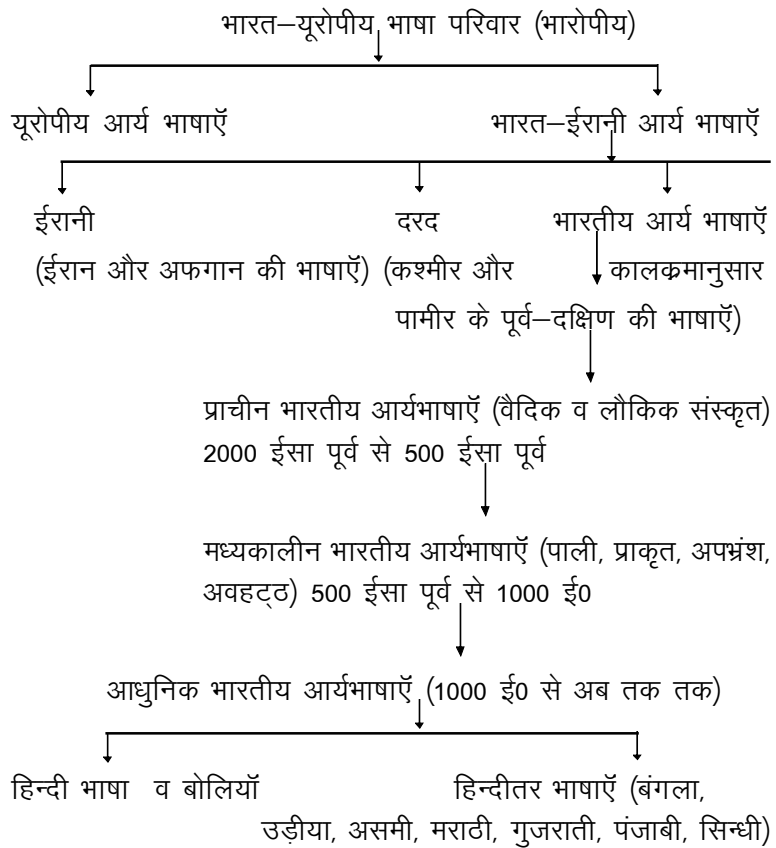 भारत–यूरोपीय भाषा परिवार (भारोपीय)
यूरोपीय आर्य भाषाएॅ भारत–ईरानी आर्य भाषाएॅ
ईरानी दरद भारतीय आर्य भाषाएॅ
(ईरान और अफगान की भाषाएॅ) (कश्मीर और कालक्रमानुसार
पामीर के पूर्व–दक्षिण की भाषाएॅ)
प्राचीन भारतीय आर्यभाषाएॅ (वैदिक व लौकिक संस्कृत)
2000 ईसा पूर्व से 500 ईसा पूर्व
मध्यकालीन भारतीय आर्यभाषाएॅ (पाली, प्राकृत, अपभ्रंश,
अवहट्ठ) 500 ईसा पूर्व से 1000 ई0
आधुनिक भारतीय आर्यभाषाएॅ (1000 ई0 से अब तक तक)
हिन्दी भाषा व बोलियॉ हिन्दीतर भाषाएॅ (बंगला,
उड़ीया, असमी, मराठी, गुजराती, पंजाबी, सिन्धी)